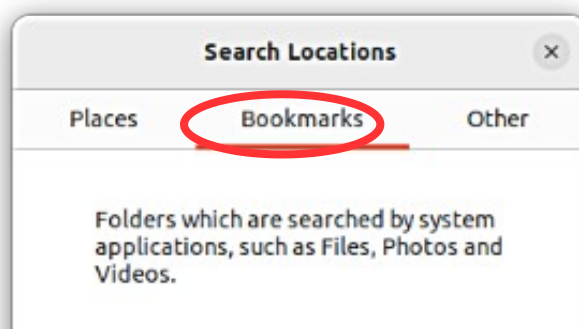 Search Locations
Places Bookmarks Other
Folders which are searched by system
applications, such as Files, Photos and
Videos.